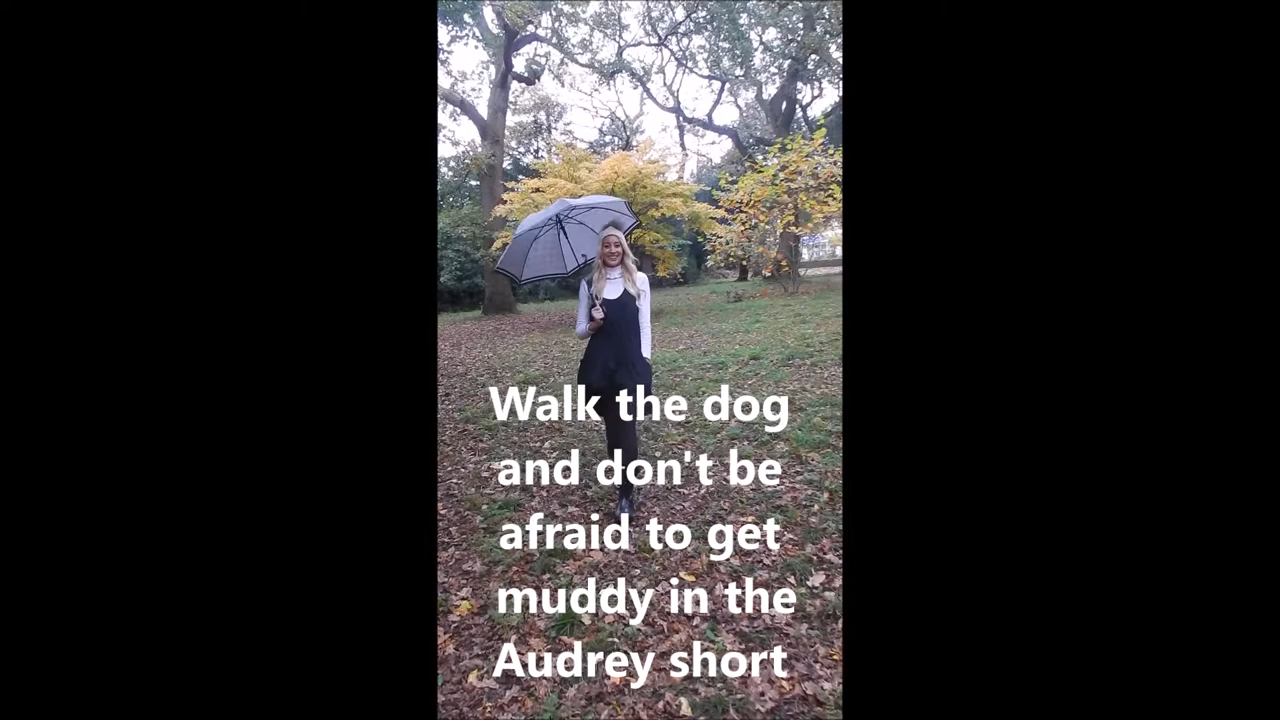 Walk the dog
and don't be
afraid to get
muddy in the
Audrey short